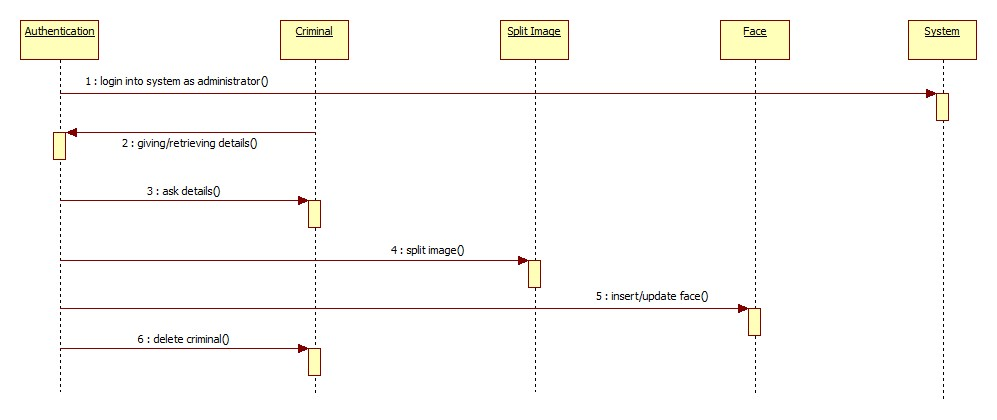 Authentication
Criminal
Split Image
Face
System
1 : login into system as administrator()
2 : giving/retrieving details()
3 : ask details()
4 : split image()
5 : insert/update face()
6 : delete criminal()